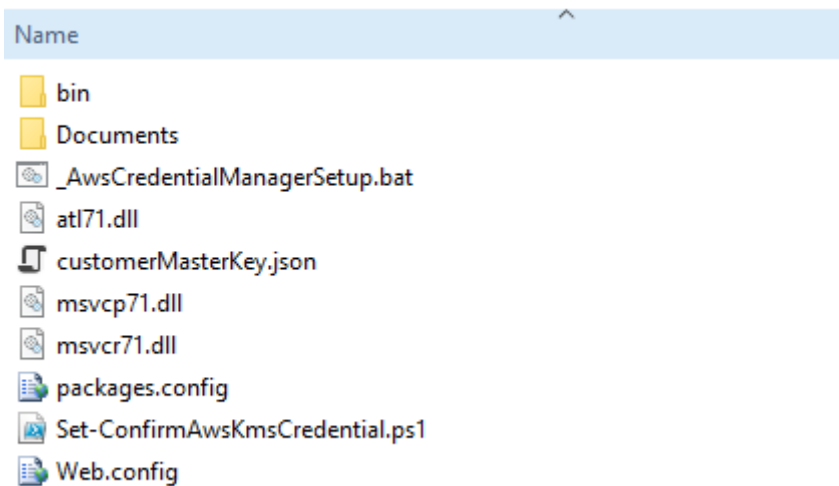 Name
bin
Documents
_AwsCredentialManagerSetup.bat
atl71.dll
customerMasterKey.json
msvcp71.dll
msvcr71.dll
packages.config
Set-ConfirmAwsKmsCredential.ps1
Web.config